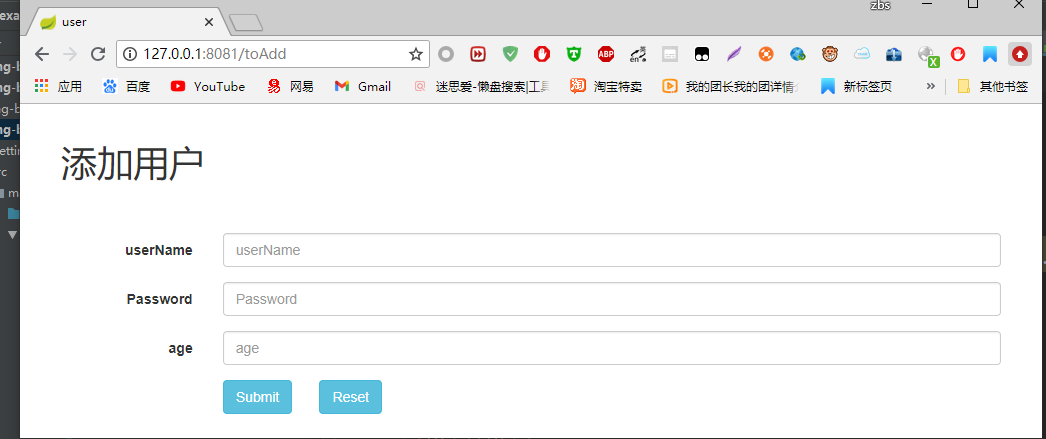 zbs
user
127.0.0.1:8081/toAdd
应用 百度 YouTube 网易 Gmail 迷思爱-懒盘搜索|工具 淘宝特卖 我的团长我的团详情 新标签页 » 其他书签
添加用户
userName userName
Password Password
age age
Submit Reset